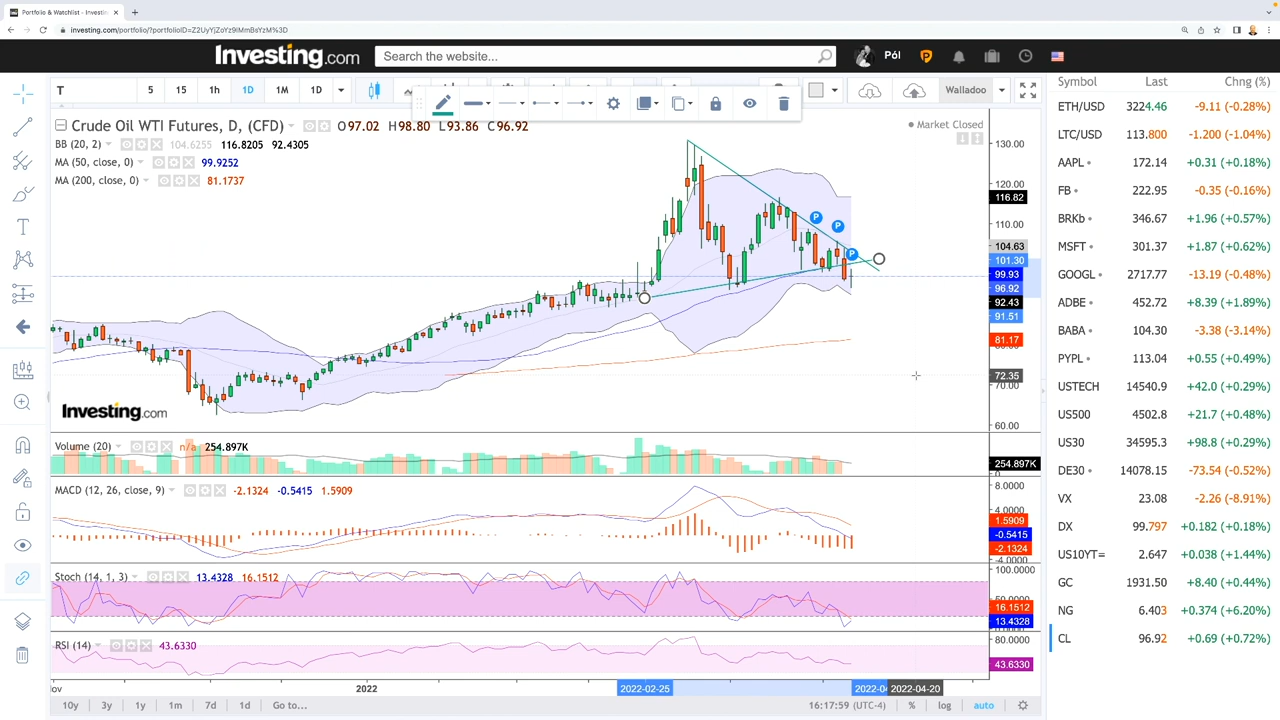 Portfolio & Watchlist - Investi
investing.com/portfolio/?portfolioID=Z2UyYjZoYz9lMmBsYzM%3D
Investing.com
Search the website...
Pól
T 5 15 1h 1D 1M 1D
Walladoo
Crude Oil WTI Futures, D, (CFD) O97.02 H98.80 L93.86 C96.92
Market Closed
BB (20, 2) 104.6255 116.8205 92.4305
MA (50, close, 0) 99.9252
MA (200, close, 0) 81.1737
P
P
P
130.00
120.00
116.82
110.00
104.63
101.30
99.93
96.92
92.43
91.51
81.17
72.35
70.00
60.00
Investing.com
Volume (20) n/a 254.897K
254.897K
MACD (12, 26, close, 9) -2.1324 -0.5415 1.5909
8.0000
4.0000
1.5909
-0.5415
-2.1324
-4.0000
Stoch (14, 1, 3) 13.4328 16.1512
100.0000
16.1512
13.4328
RSI (14) 43.6330
80.0000
43.6330
2022
2022-02-25
2022-04
2022-04-20
10y 3y 1y 1m 7d 1d Go to...
16:17:59 (UTC-4) % log auto
Symbol Last Chng (%)
ETH/USD 3224.46 -9.11 (-0.28%)
LTC/USD 113.800 -1.200 (-1.04%)
AAPL 172.14 +0.31 (+0.18%)
FB 222.95 -0.35 (-0.16%)
BRKb 346.67 +1.96 (+0.57%)
MSFT 301.37 +1.87 (+0.62%)
GOOGL 2717.77 -13.19 (-0.48%)
ADBE 452.72 +8.39 (+1.89%)
BABA 104.30 -3.38 (-3.14%)
PYPL 113.04 +0.55 (+0.49%)
USTECH 14540.9 +42.0 (+0.29%)
US500 4502.8 +21.7 (+0.48%)
US30 34595.3 +98.8 (+0.29%)
DE30 14078.15 -73.54 (-0.52%)
VX 23.08 -2.26 (-8.91%)
DX 99.797 +0.182 (+0.18%)
US10YT= 2.647 +0.038 (+1.44%)
GC 1931.50 +8.40 (+0.44%)
NG 6.403 +0.374 (+6.20%)
CL 96.92 +0.69 (+0.72%)